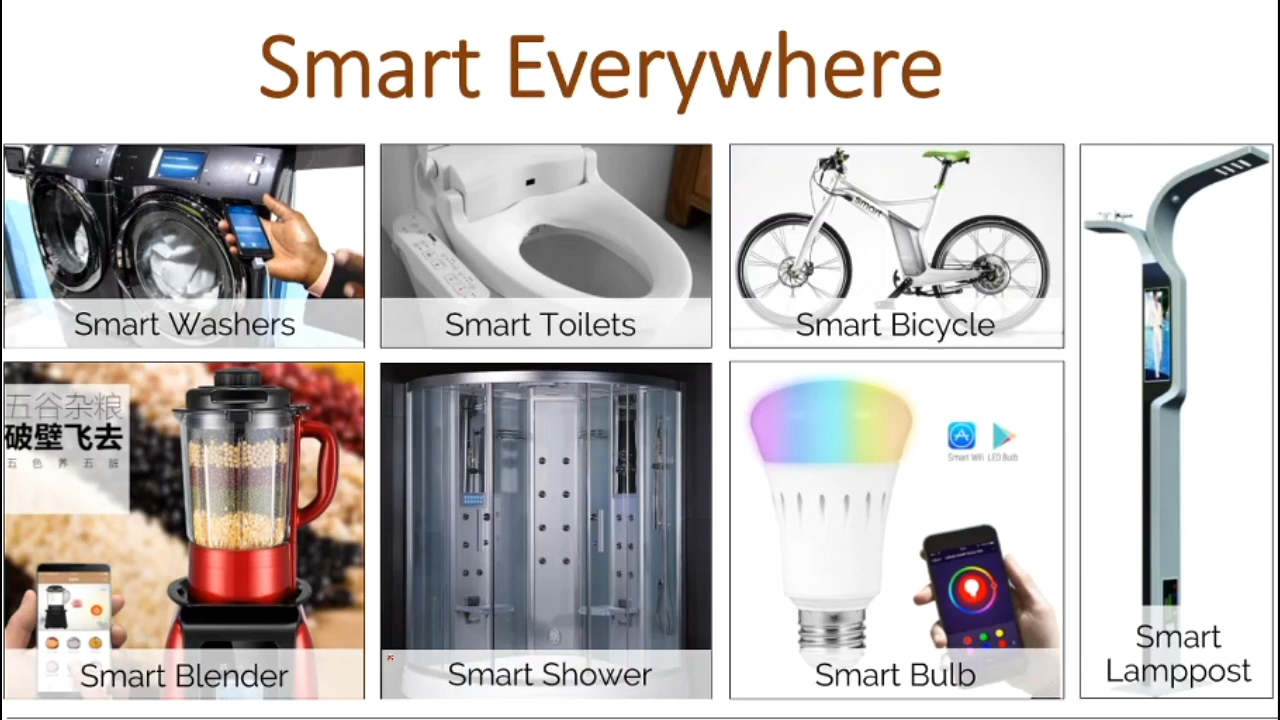 Smart Everywhere
smart
Smart Washers
Smart Toilets
Smart Bicycle
五谷杂粮
破壁飞去
五色养五脏
Smart Blender
Smart Shower
Smart Wifi LED Bulb
Smart Bulb
Smart
Lamppost